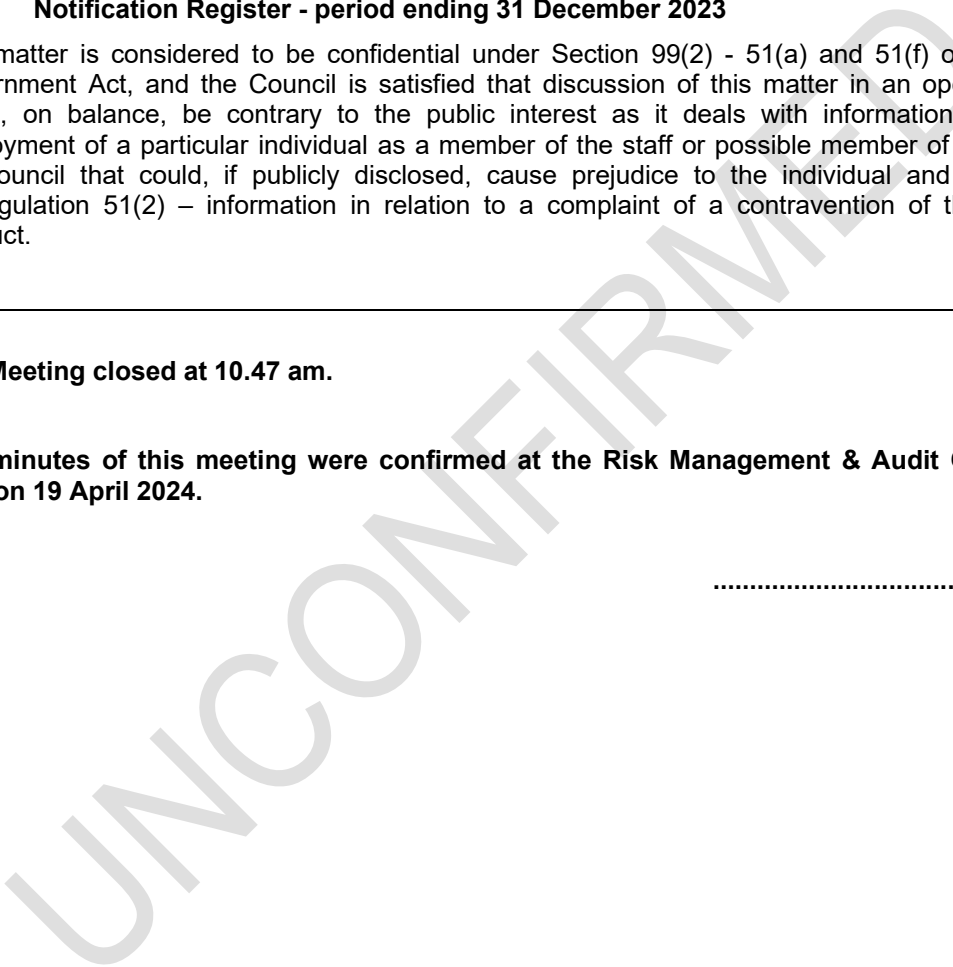 Notification Register - period ending 31 December 2023
matter is considered to be confidential under Section 99(2) - 51(a) and 51(f) o
rnment Act, and the Council is satisfied that discussion of this matter in an op
, on balance, be contrary to the public interest as it deals with information
oyment of a particular individual as a member of the staff or possible member of
ouncil that could, if publicly disclosed, cause prejudice to the individual and
gulation 51(2) – information in relation to a complaint of a contravention of t
uct.
Meeting closed at 10.47 am.
minutes of this meeting were confirmed at the Risk Management & Audit
on 19 April 2024.
.................................
UNCONFIRMED